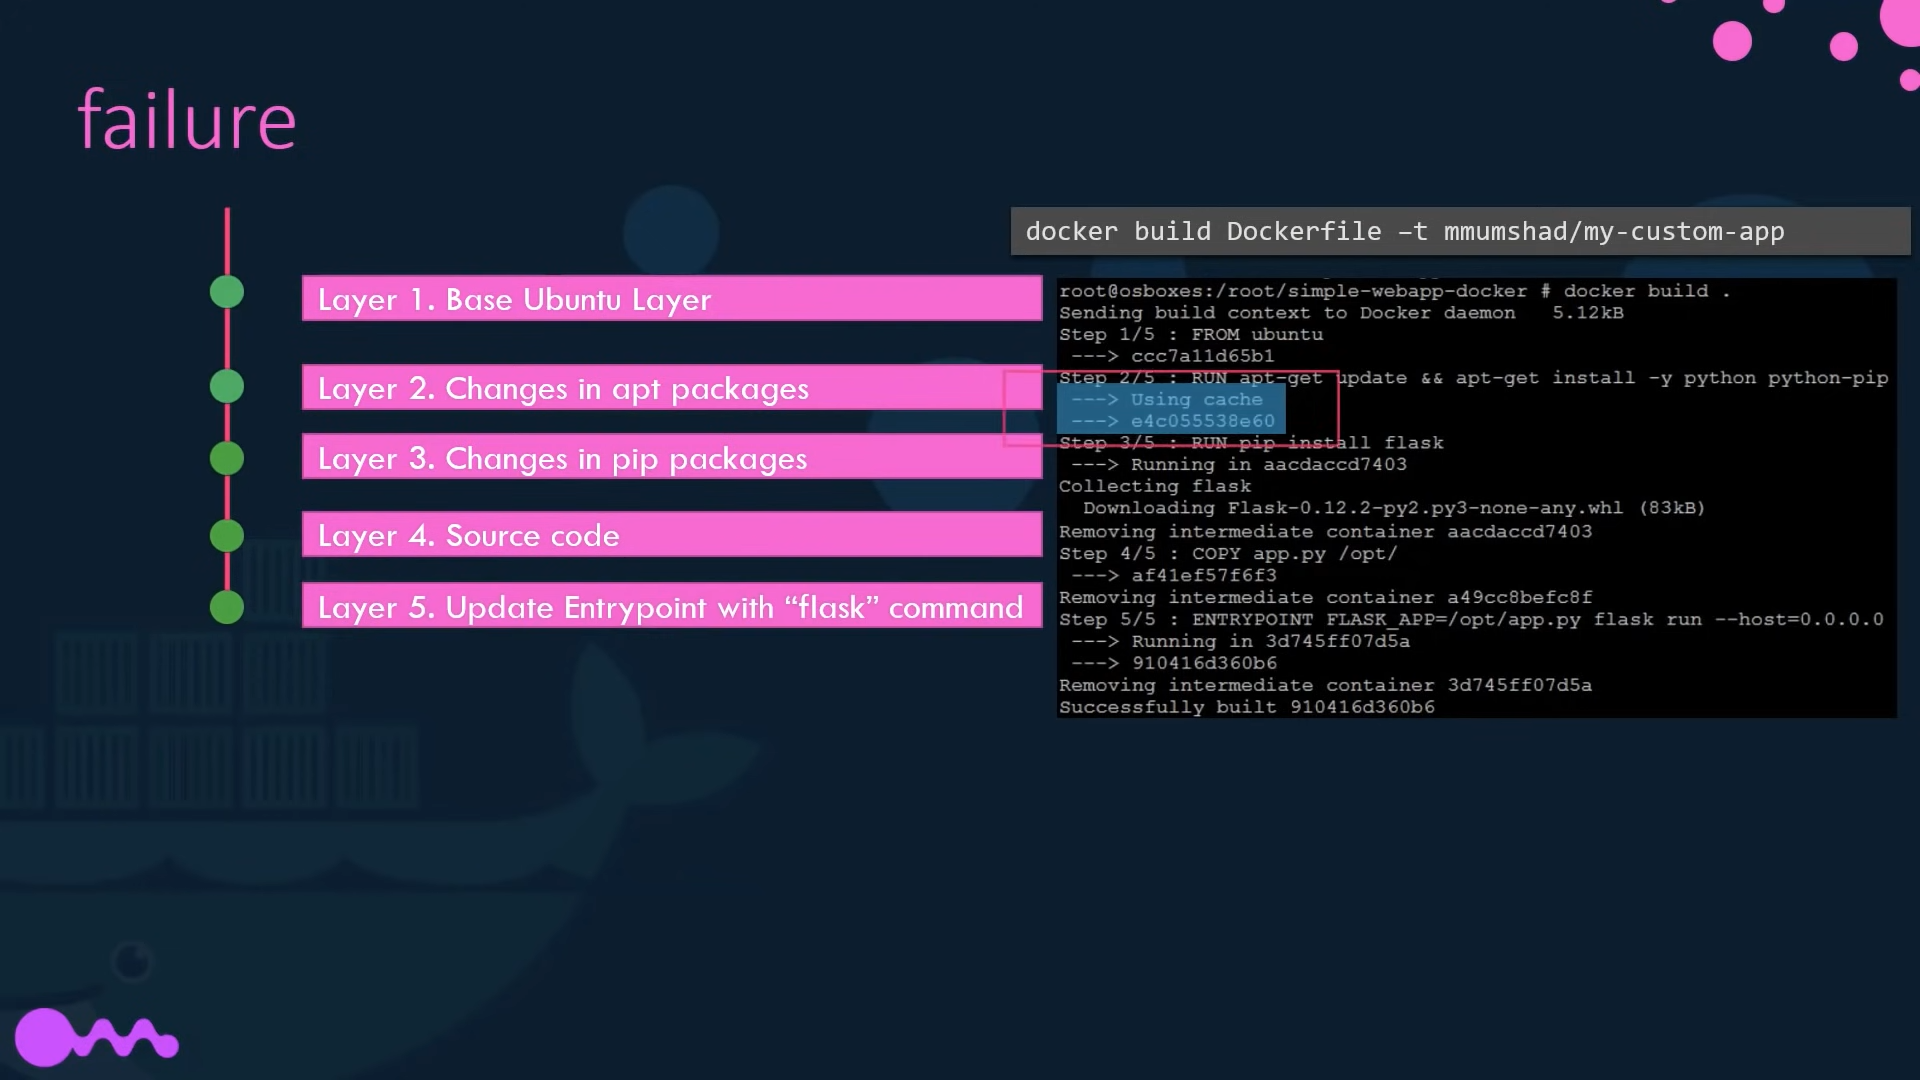 failure
docker build Dockerfile –t mmumshad/my-custom-app
Layer 1. Base Ubuntu Layer
Layer 2. Changes in apt packages
Layer 3. Changes in pip packages
Layer 4. Source code
Layer 5. Update Entrypoint with “flask” command
root@osboxes:/root/simple-webapp-docker # docker build .
Sending build context to Docker daemon 5.12kB
Step 1/5 : FROM ubuntu
---> ccc7a11d65b1
Step 2/5 : RUN apt-get update && apt-get install -y python python-pip
---> Using cache
---> e4c055538e60
Step 3/5 : RUN pip install flask
---> Running in aacdaccd7403
Collecting flask
Downloading Flask-0.12.2-py2.py3-none-any.whl (83kB)
Removing intermediate container aacdaccd7403
Step 4/5 : COPY app.py /opt/
---> af41ef57f6f3
Removing intermediate container a49cc8befc8f
Step 5/5 : ENTRYPOINT FLASK_APP=/opt/app.py flask run --host=0.0.0.0
---> Running in 3d745ff07d5a
---> 910416d360b6
Removing intermediate container 3d745ff07d5a
Successfully built 910416d360b6